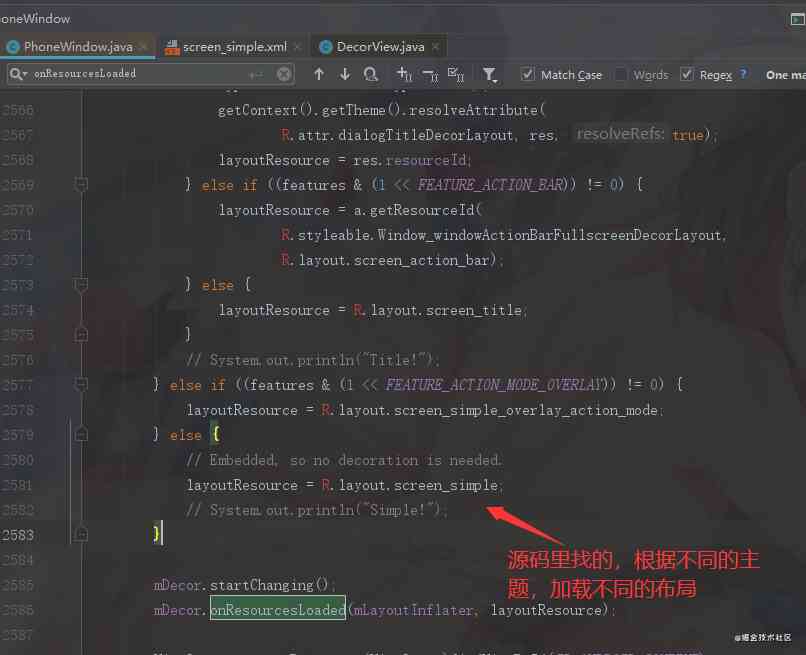 oneWindow
PhoneWindow.java × screen_simple.xml × DecorView.java ×
onResourcesLoaded Match Case Words Regex ? One ma
2566 getContext().getTheme().resolveAttribute(
2567 R.attr.dialogTitleDecorLayout, res, resolveRefs: true);
2568 layoutResource = res.resourceId;
2569 } else if ((features & (1 << FEATURE_ACTION_BAR)) != 0) {
2570 layoutResource = a.getResourceId(
2571 R.styleable.Window_windowActionBarFullscreenDecorLayout,
2572 R.layout.screen_action_bar);
2573 } else {
2574 layoutResource = R.layout.screen_title;
2575 }
2576 // System.out.println("Title!");
2577 } else if ((features & (1 << FEATURE_ACTION_MODE_OVERLAY)) != 0) {
2578 layoutResource = R.layout.screen_simple_overlay_action_mode;
2579 } else {
2580 // Embedded, so no decoration is needed.
2581 layoutResource = R.layout.screen_simple;
2582 // System.out.println("Simple!");
2583 }
2584
源码里找的，根据不同的主
题，加载不同的布局
2585 mDecor.startChanging();
2586 mDecor.onResourcesLoaded(mLayoutInflater, layoutResource);
2587
@掘金技术社区